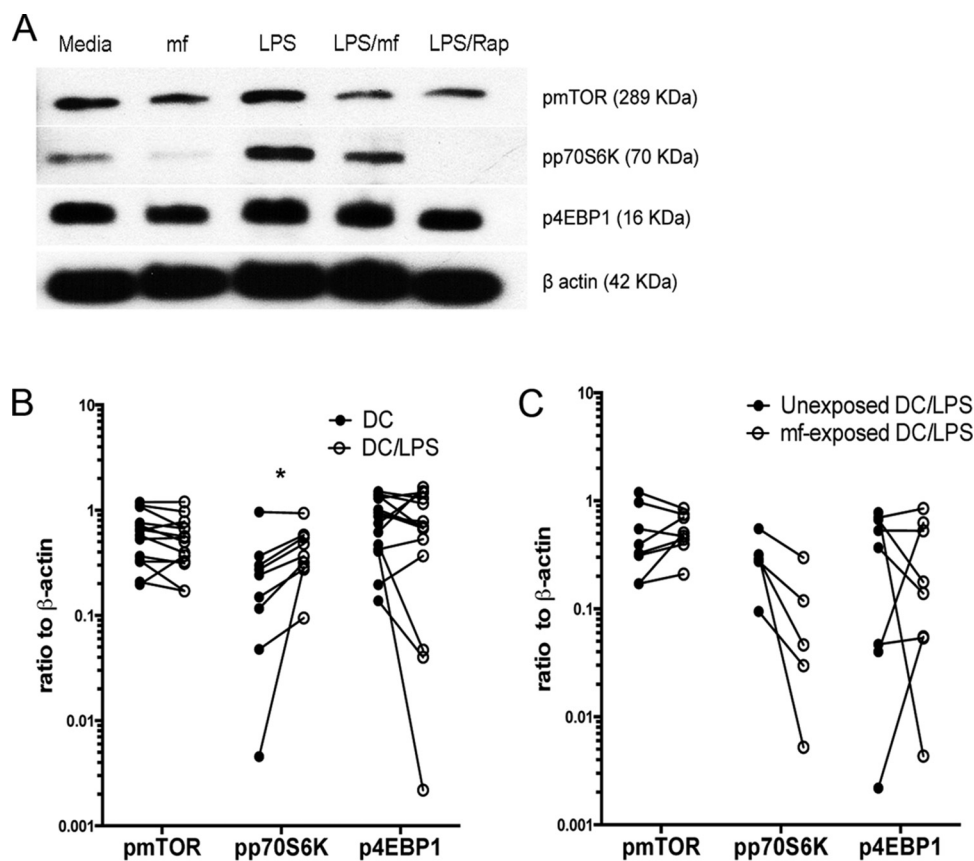 A
Media mf LPS LPS/mf LPS/Rap
pmTOR (289 KDa)
pp70S6K (70 KDa)
p4EBP1 (16 KDa)
β actin (42 KDa)
B
DC
DC/LPS
*
10
1
0.1
0.01
0.001
ratio to β-actin
pmTOR pp70S6K p4EBP1
C
Unexposed DC/LPS
mf-exposed DC/LPS
10
1
0.1
0.01
0.001
ratio to β-actin
pmTOR pp70S6K p4EBP1